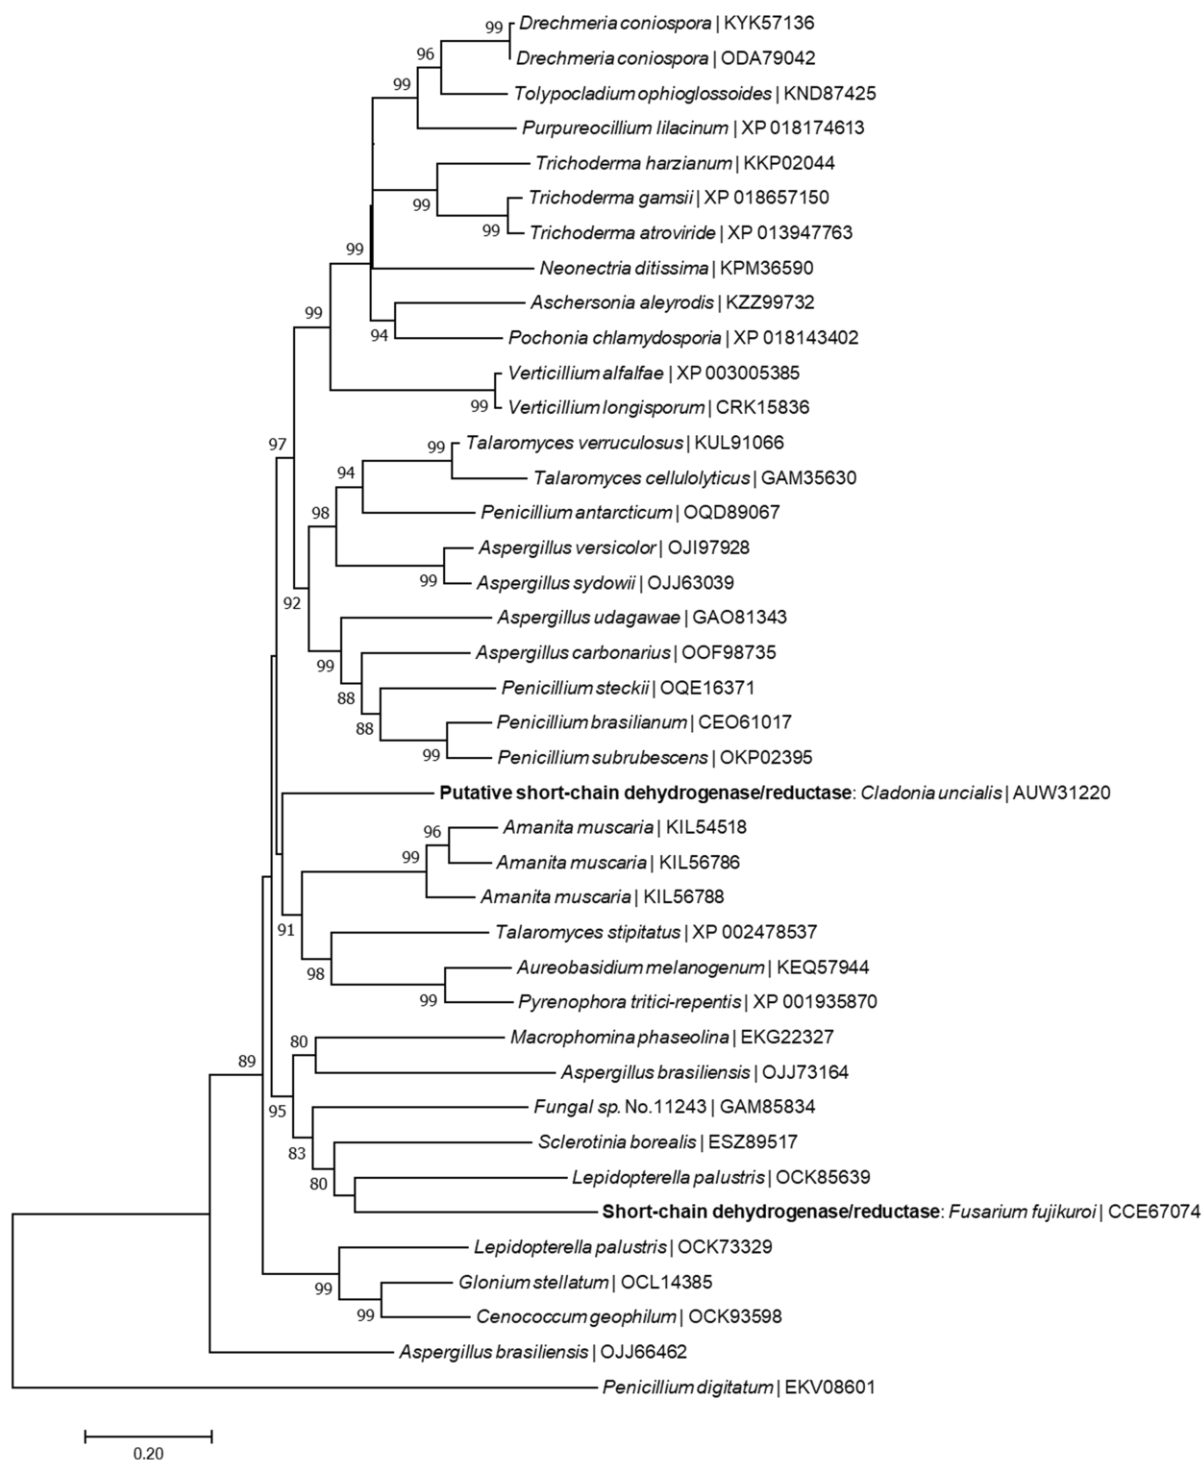 99
Drechmeria coniospora | KYK57136
96
Drechmeria coniospora | ODA79042
99
Tolypocladium ophioglossoides | KND87425
Purpureocillium lilacinum | XP 018174613
Trichoderma harzianum | KKP02044
99
Trichoderma gamsii | XP 018657150
99
Trichoderma atroviride | XP 013947763
99
Neonectria ditissima | KPM36590
Aschersonia aleyrodis | KZZ99732
99
94
Pochonia chlamydosporia | XP 018143402
Verticillium alfalfae | XP 003005385
99
Verticillium longisporum | CRK15836
97
99
Talaromyces verruculosus | KUL91066
94
Talaromyces cellulolyticus | GAM35630
98
Penicillium antarcticum | OQD89067
Aspergillus versicolor | OJI97928
99
Aspergillus sydowii | OJJ63039
92
Aspergillus udagawae | GAO81343
99
Aspergillus carbonarius | OOF98735
88
Penicillium steckii | OQE16371
88
Penicillium brasilianum | CEO61017
99
Penicillium subrubescens | OKP02395
Putative short-chain dehydrogenase/reductase: Cladonia uncialis | AUW31220
96
Amanita muscaria | KIL54518
99
Amanita muscaria | KIL56786
Amanita muscaria | KIL56788
91
Talaromyces stipitatus | XP 002478537
98
Aureobasidium melanogenum | KEQ57944
99
Pyrenophora tritici-repentis | XP 001935870
80
Macrophomina phaseolina | EKG22327
89
Aspergillus brasiliensis | OJJ73164
95
Fungal sp. No.11243 | GAM85834
83
Sclerotinia borealis | ESZ89517
80
Lepidopterella palustris | OCK85639
Short-chain dehydrogenase/reductase: Fusarium fujikuroi | CCE67074
Lepidopterella palustris | OCK73329
99
Glonium stellatum | OCL14385
99
Cenococcum geophilum | OCK93598
Aspergillus brasiliensis | OJJ66462
Penicillium digitatum | EKV08601
0.20